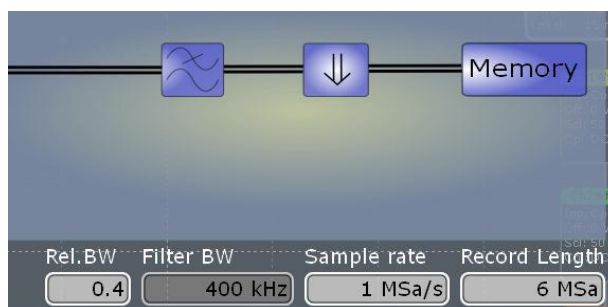 Memory
Rel.BW Filter BW Sample rate Record Length
0.4 400 kHz 1 MSa/s 6 MSa